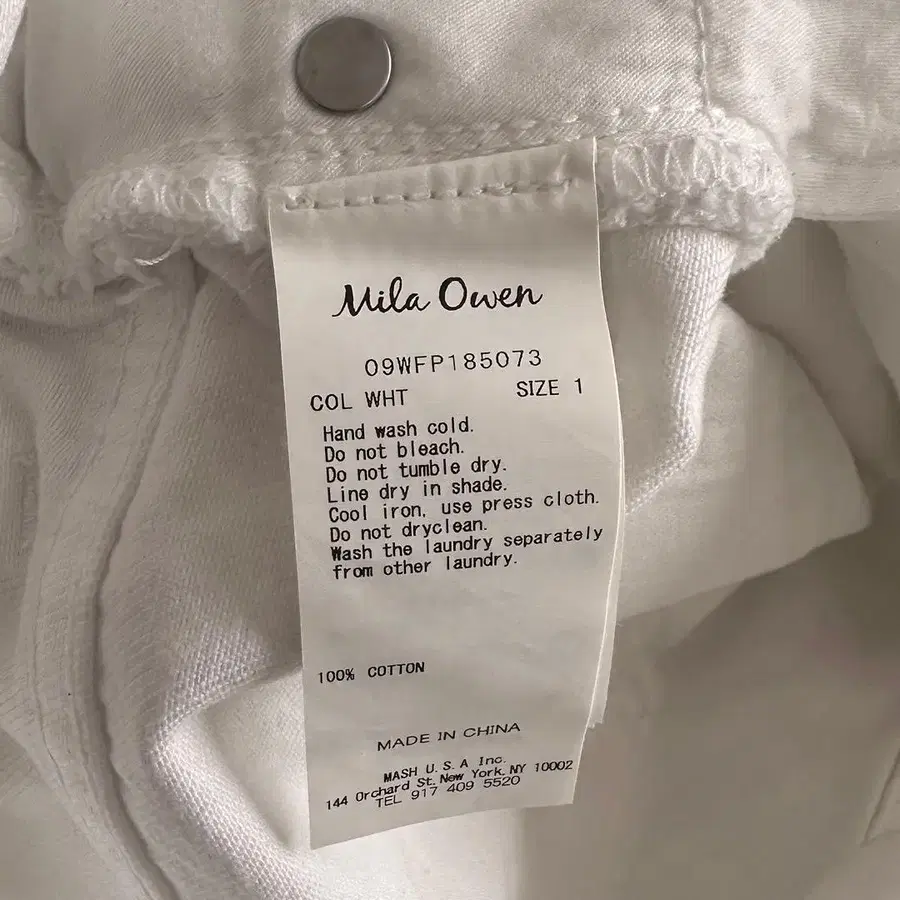 Mila Owen
09WFP185073
COL WHT SIZE 1
Hand wash cold.
Do not bleach.
Do not tumble dry.
Line dry in shade.
Cool iron, use press cloth.
Do not dryclean.
Wash the laundry separately
from other laundry.
100% COTTON
MADE IN CHINA
MASH U.S.A Inc.
144 Orchard St. New York. NY 10002
TEL 917 409 5520